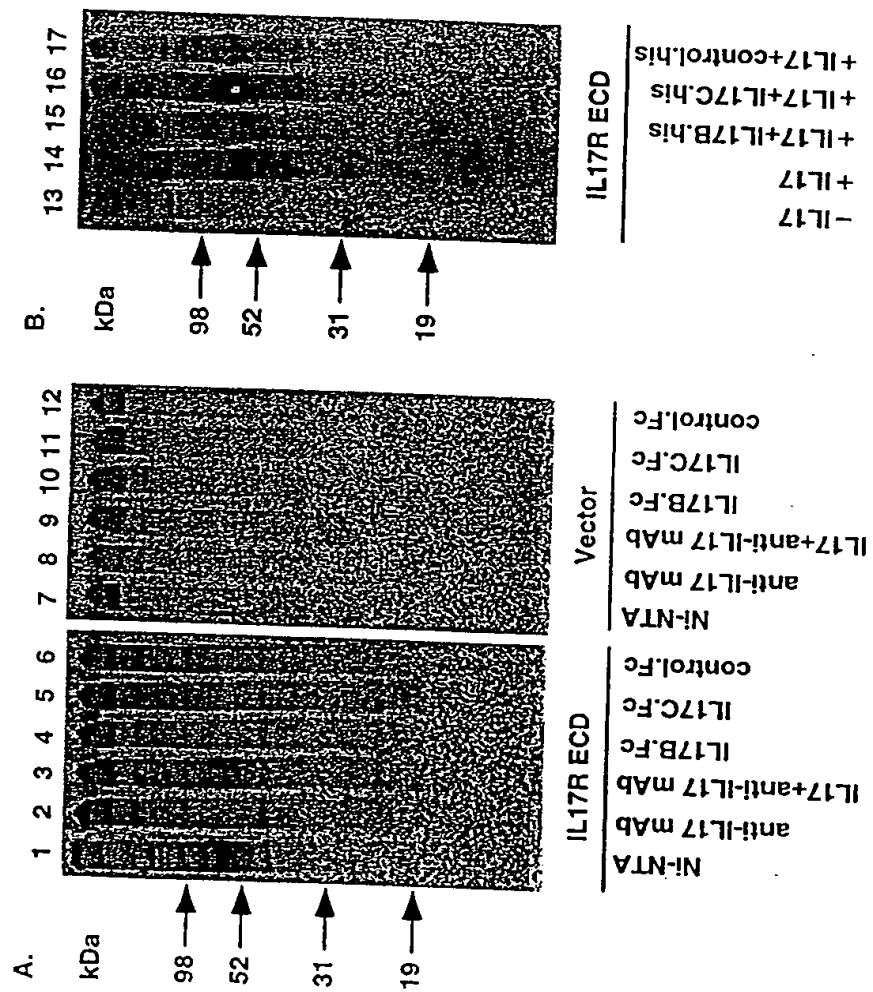 A.
kDa
1 2 3 4 5 6
7 8 9 10 11 12
98
52
31
19
IL17R ECD
Ni-NTA
anti-IL17 mAb
IL17+anti-IL17 mAb
IL17B.Fc
IL17C.Fc
control.Fc
Vector
Ni-NTA
anti-IL17 mAb
IL17+anti-IL17 mAb
IL17B.Fc
IL17C.Fc
control.Fc
B.
kDa
13 14 15 16 17
98
52
31
19
IL17R ECD
–IL17
+IL17
+IL17+IL17B.his
+IL17+IL17C.his
+IL17+control.his